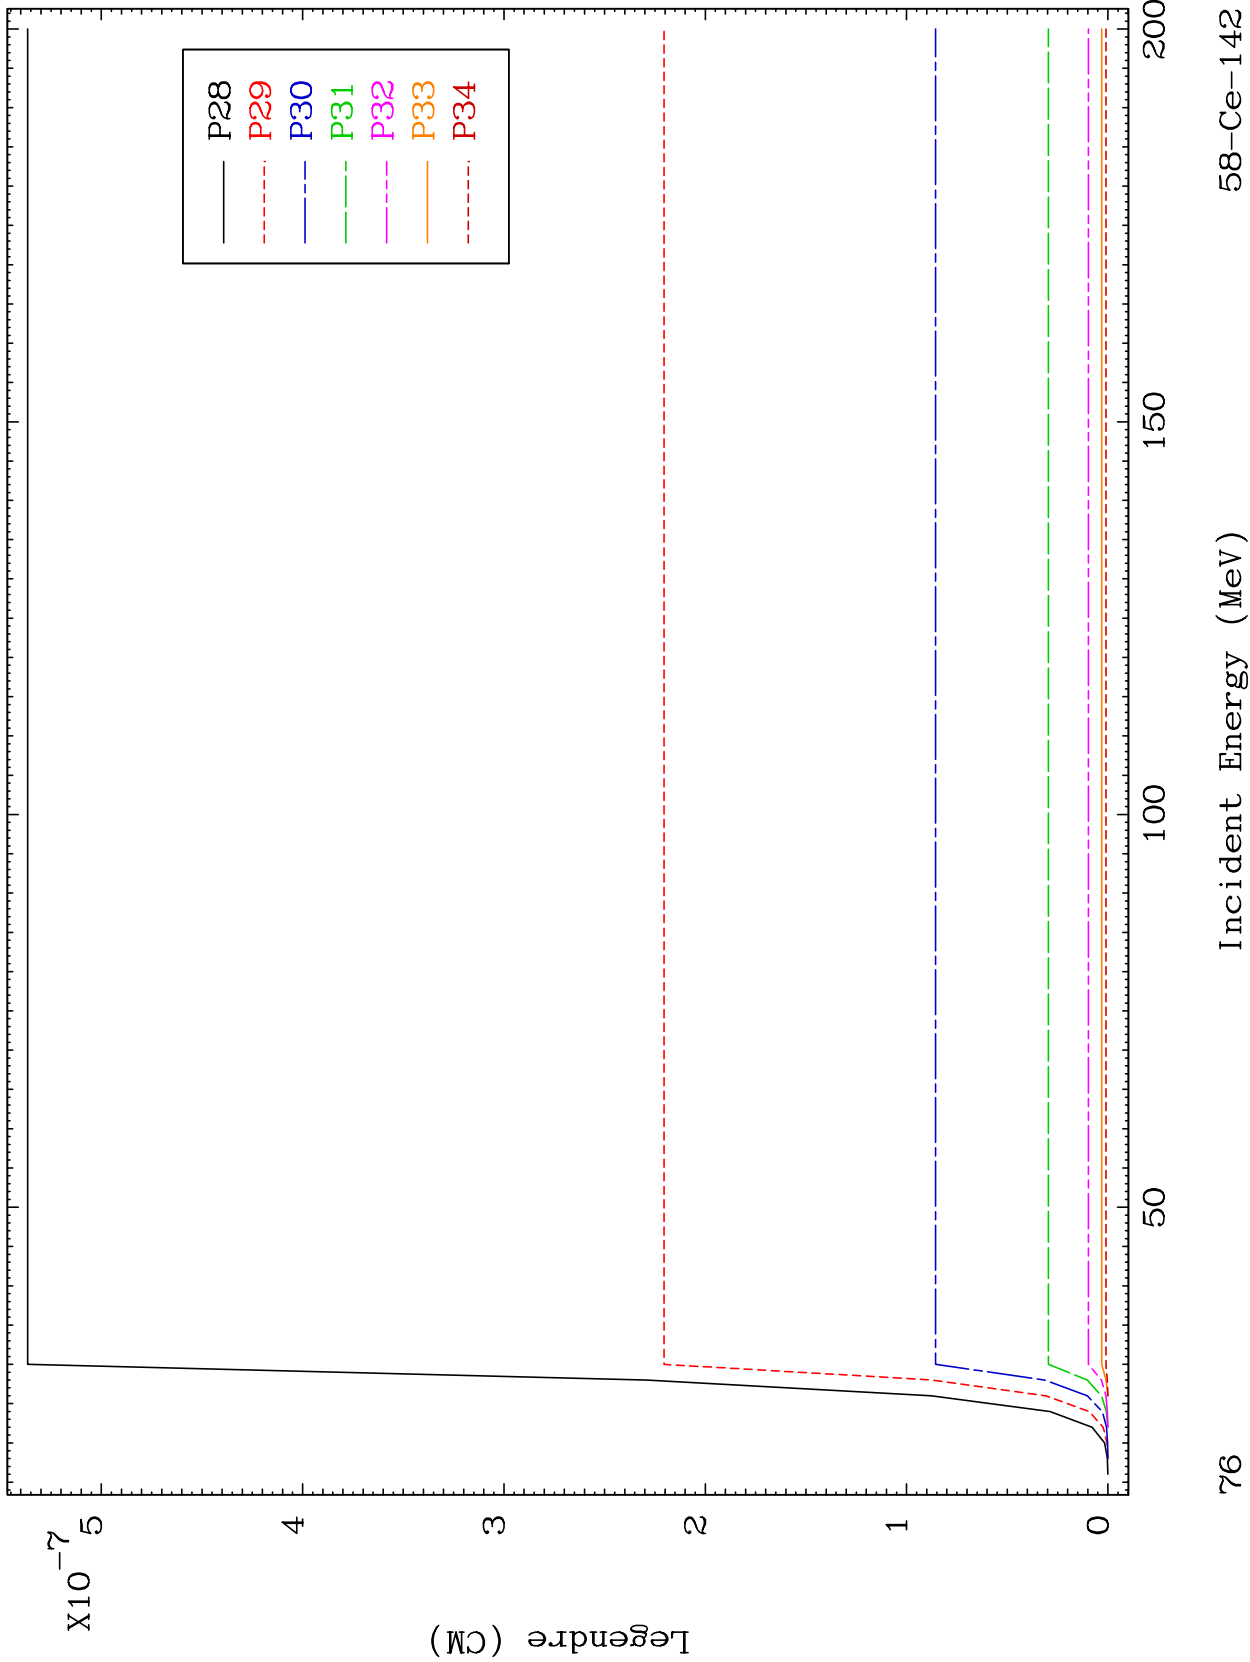 X10-7
5
4
3
2
1
0
Legendre (CM)
P28
P29
P30
P31
P32
P33
P34
50
100
150
200
Incident Energy (MeV)
76
58-Ce-142